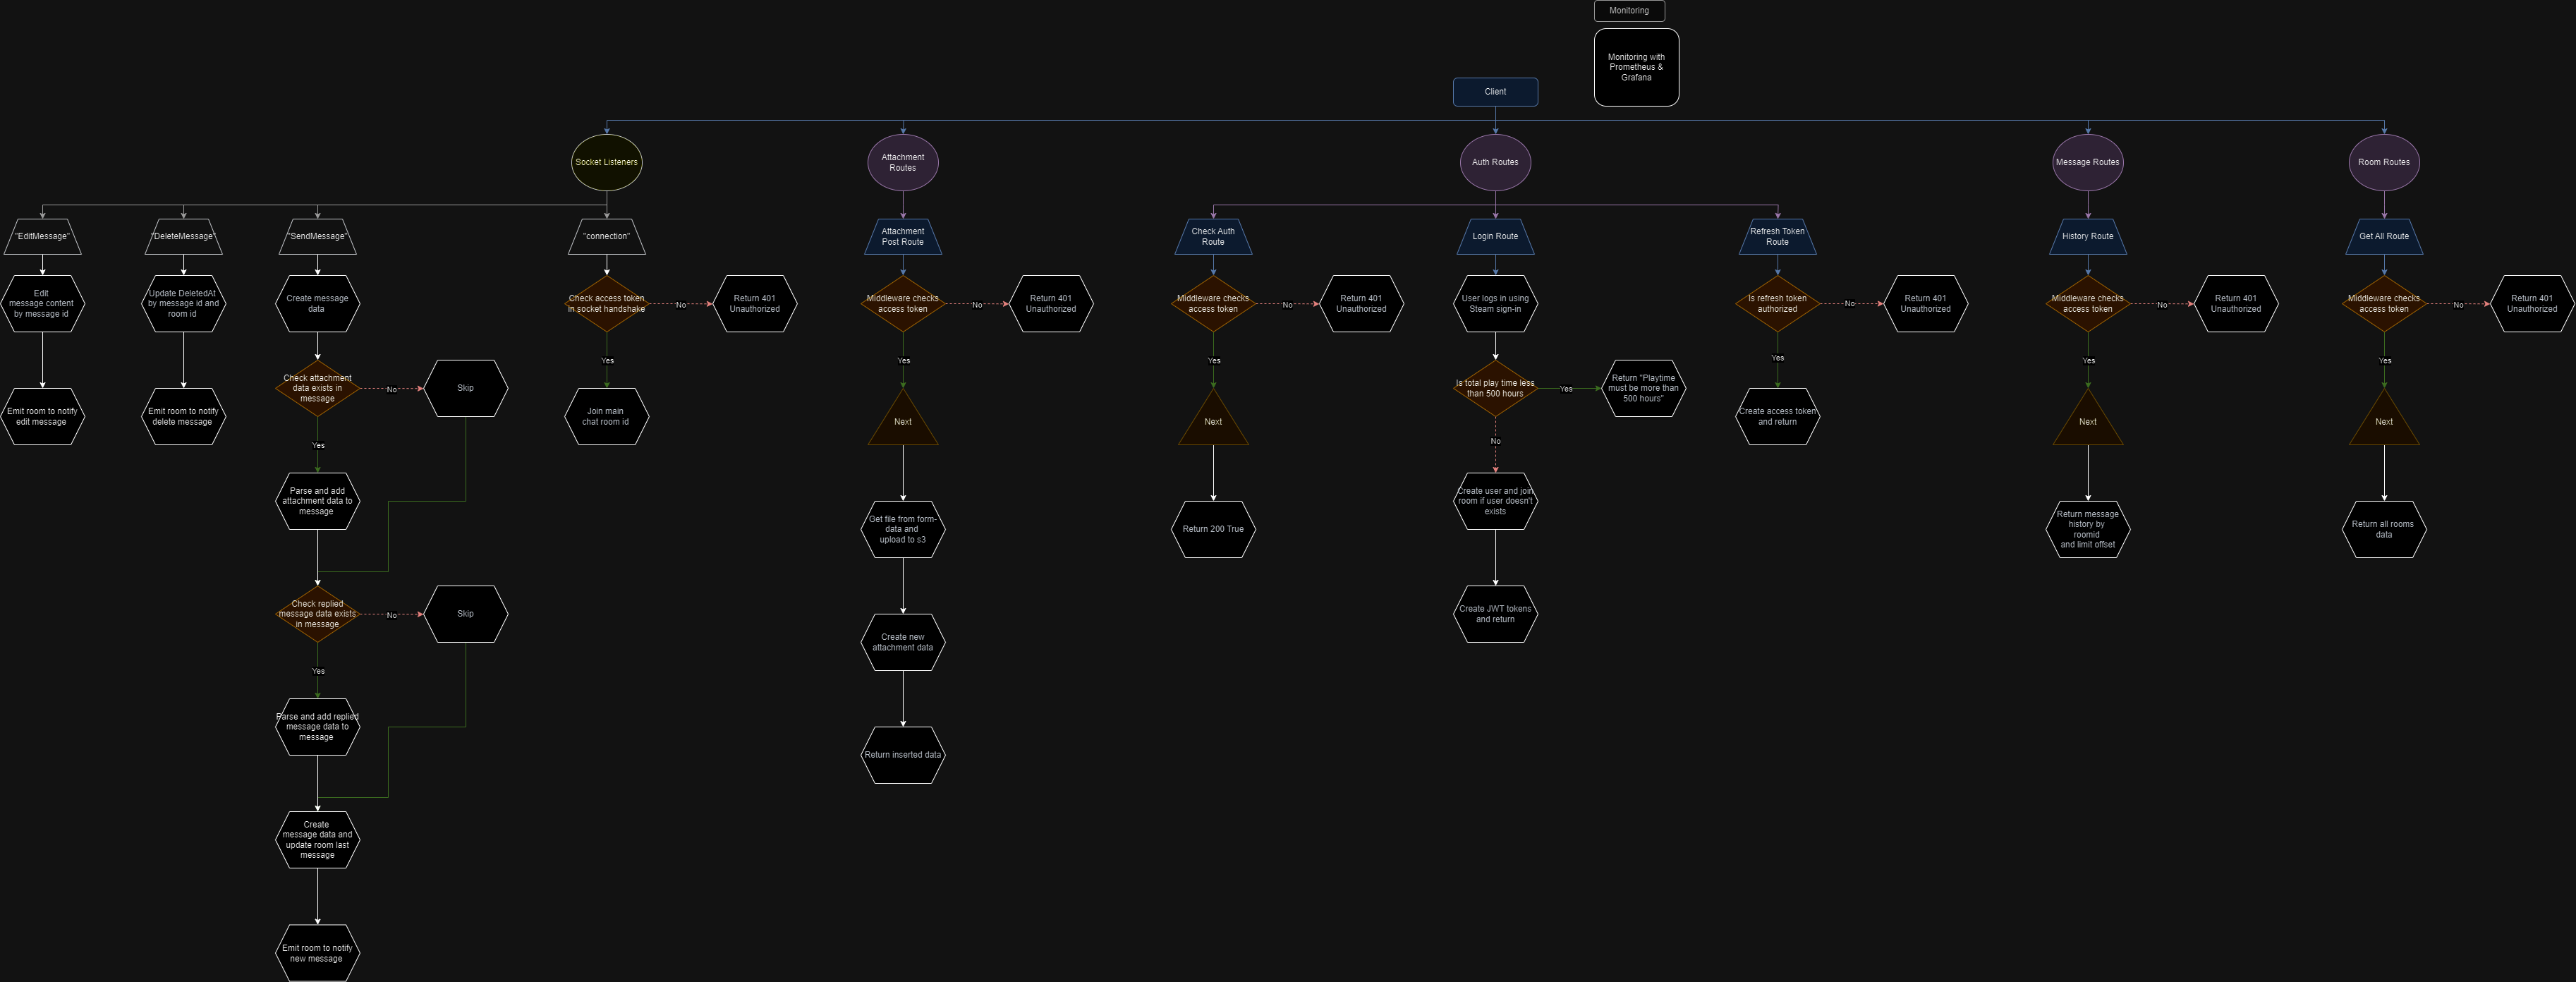 Monitoring
Monitoring with
Prometheus &
Grafana
Client
Socket Listeners
Attachment
Routes
Auth Routes
Message Routes
Room Routes
"EditMessage"
"DeleteMessage"
"SendMessage"
"connection"
Attachment
Post Route
Check Auth
Route
Login Route
Refresh Token
Route
History Route
Get All Route
Edit
message content
by message id
Update DeletedAt
by message id and
room id
Create message
data
Check access token
in socket handshake
No
Return 401
Unauthorized
Middleware checks
access token
No
Return 401
Unauthorized
Middleware checks
access token
No
Return 401
Unauthorized
User logs in using
Steam sign-in
Is refresh token
authorized
No
Return 401
Unauthorized
Middleware checks
access token
No
Return 401
Unauthorized
Middleware checks
access token
No
Return 401
Unauthorized
Yes
Yes
Yes
Yes
Yes
Yes
Emit room to notify
edit message
Emit room to notify
delete message
Check attachment
data exists in
message
No
Skip
Join main
chat room id
Next
Next
Is total play time less
than 500 hours
Yes
Return "Playtime
must be more than
500 hours"
Create access token
and return
Next
Next
Yes
No
Parse and add
attachment data to
message
Get file from form-
data and
upload to s3
Return 200 True
Create user and join
room if user doesn't
exists
Return message
history by
roomid
and limit offset
Return all rooms
data
Check replied
message data exists
in message
No
Skip
Create new
attachment data
Create JWT tokens
and return
Yes
Parse and add replied
message data to
message
Return inserted data
Create
message data and
update room last
message
Emit room to notify
new message